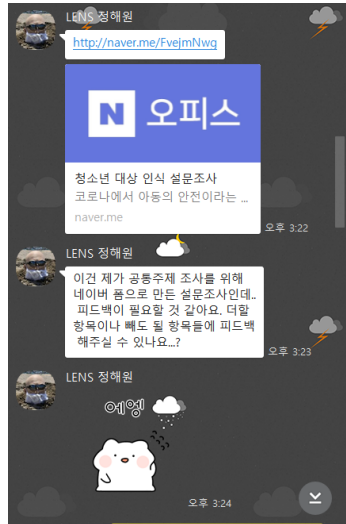 LENS 정해원
http://naver.me/FvejmNwq
N 오피스
청소년 대상 인식 설문조사
코로나에서 아동의 안전이라는 ...
naver.me
오후 3:22
LENS 정해원
이건 제가 공통주제 조사를 위해
네이버 폼으로 만든 설문조사인데..
피드백이 필요할 것 같아요. 더할
항목이나 빼도 될 항목들에 피드백
해주실 수 있나요...?
오후 3:23
LENS 정해원
에엥
오후 3:24